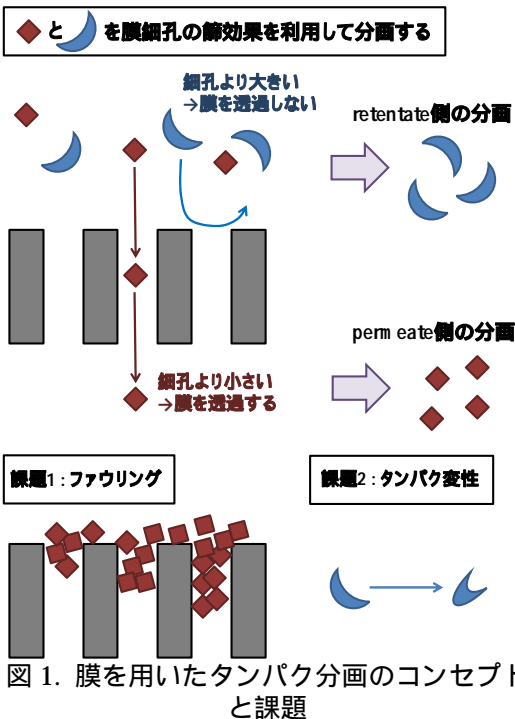 と を膜細孔の篩効果を利用して分画する
細孔より大きい
→膜を透過しない
retentate側の分画
permeate側の分画
細孔より小さい
→膜を透過する
課題1：ファウリング
課題2：タンパク変性
図 1. 膜を用いたタンパク分画のコンセプト
と課題